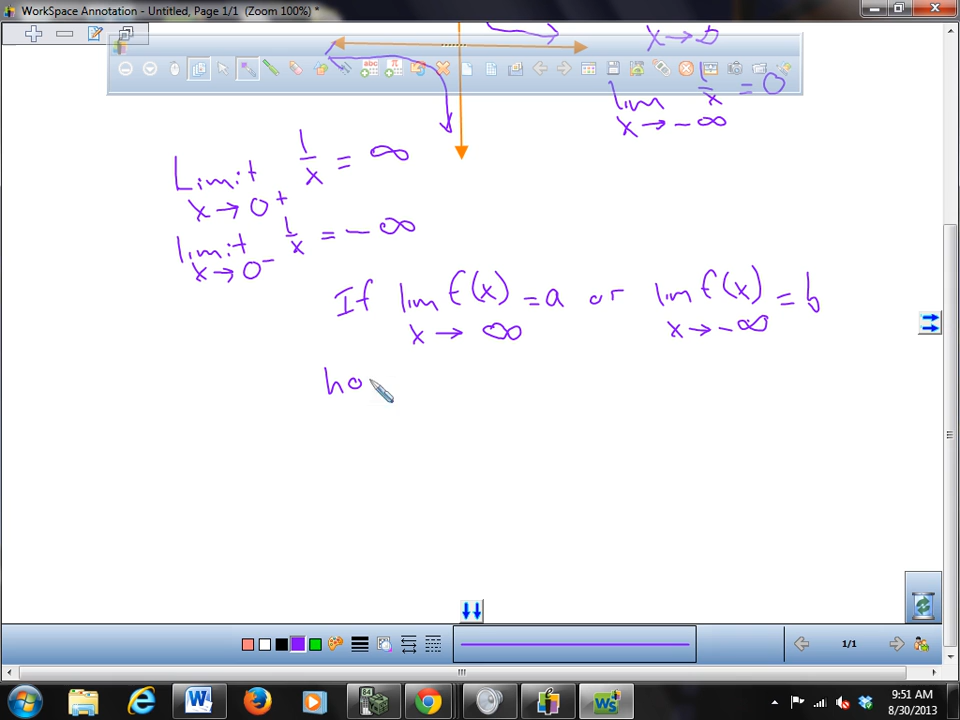 WorkSpace Annotation - Untitled, Page 1/1 (Zoom 100%) *
x → 0
lim 1/x = 0
x → - ∞
Limit 1/x = ∞
x → 0+
limit 1/x = - ∞
x → 0-
If lim f(x) = a or lim f(x) = b
x → ∞ x → - ∞
ho
1/1
9:51 AM
8/30/2013